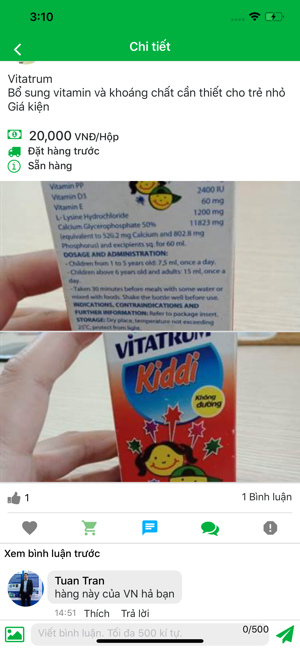 3:10
Chi tiết
Vitatrum
Bổ sung vitamin và khoáng chất cần thiết cho trẻ nhỏ
Giá kiện
20,000 VNĐ/Hộp
Đặt hàng trước
Sẵn hàng
Vitamin PP
Vitamin D3 2400 IU
Vitamin E 60 mg
L-Lysine Hydrochloride 1200 mg
Calcium Glycerophosphate 50% 11823 mg
(equivalent to 520.2 mg Calcium and 802.8 mg
Phosphorus) and excipients sq. for 60 ml.
DOSAGE AND ADMINISTRATION:
- Children from 1 to 5 years old: 7,5 ml, once a day.
- Children above 6 years old and adults: 15 ml, once a
day.
- Taken 30 minutes before meals with some water or
mixed with foods. Shake the bottle well before use.
INDICATIONS, CONTRAINDICATIONS AND
FURTHER INFORMATION: Refer to package insert.
STORAGE: Dry place, temperature not exceeding
30°C, protect from light.
VITATRUM
Kiddi
Không
đường
1
1 Bình luận
Xem bình luận trước
Tuan Tran
hàng này của VN hả bạn
14:51 Thích Trả lời
Viết bình luận. Tối đa 500 kí tự
0/500